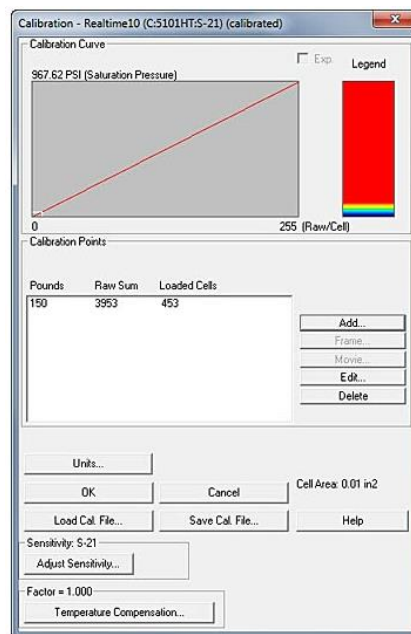 Calibration - Realtime10 (C:5101HT:S-21) (calibrated)
Calibration Curve
Exp.
Legend
967.62 PSI (Saturation Pressure)
0
255 (Raw/Cell)
Calibration Points
Pounds Raw Sum Loaded Cells
150 3953 453
Add...
Frame...
Movie...
Edit...
Delete
Units...
OK Cancel Cell Area: 0.01 in2
Load Cal. File... Save Cal. File... Help
Sensitivity: S-21
Adjust Sensitivity...
Factor = 1.000
Temperature Compensation...